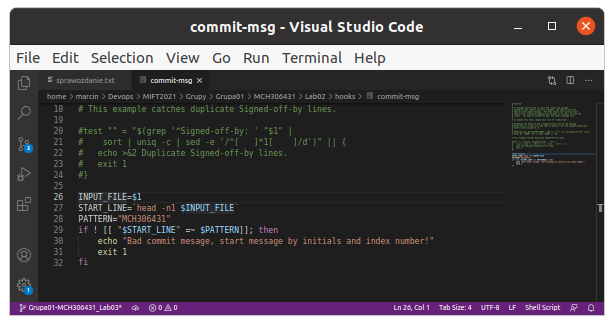 commit-msg - Visual Studio Code
File Edit Selection View Go Run Terminal Help
sprawozdanie.txt commit-msg
home > marcin > Devops > MIFT2021 > Grupy > Grupa01 > MCH306431 > Lab02 > hooks > commit-msg
18 # This example catches duplicate Signed-off-by lines.
19
20 #test "" = "$(grep '^Signed-off-by: ' "$1" |
21 #    sort | uniq -c | sed -e '/^[   ]*1[    ]/d')" || {
22 #   echo >&2 Duplicate Signed-off-by lines.
23 #   exit 1
24 #}
25
26 INPUT_FILE=$1
27 START_LINE=`head -n1 $INPUT_FILE`
28 PATTERN="MCH306431"
29 if ! [[ "$START_LINE" =~ $PATTERN]]; then
30     echo "Bad commit mesage, start message by initials and index number!"
31     exit 1
32 fi
2
1
Grupa01-MCH306431_Lab03* 0 0 Ln 26, Col 1 Tab Size: 4 UTF-8 LF Shell Script